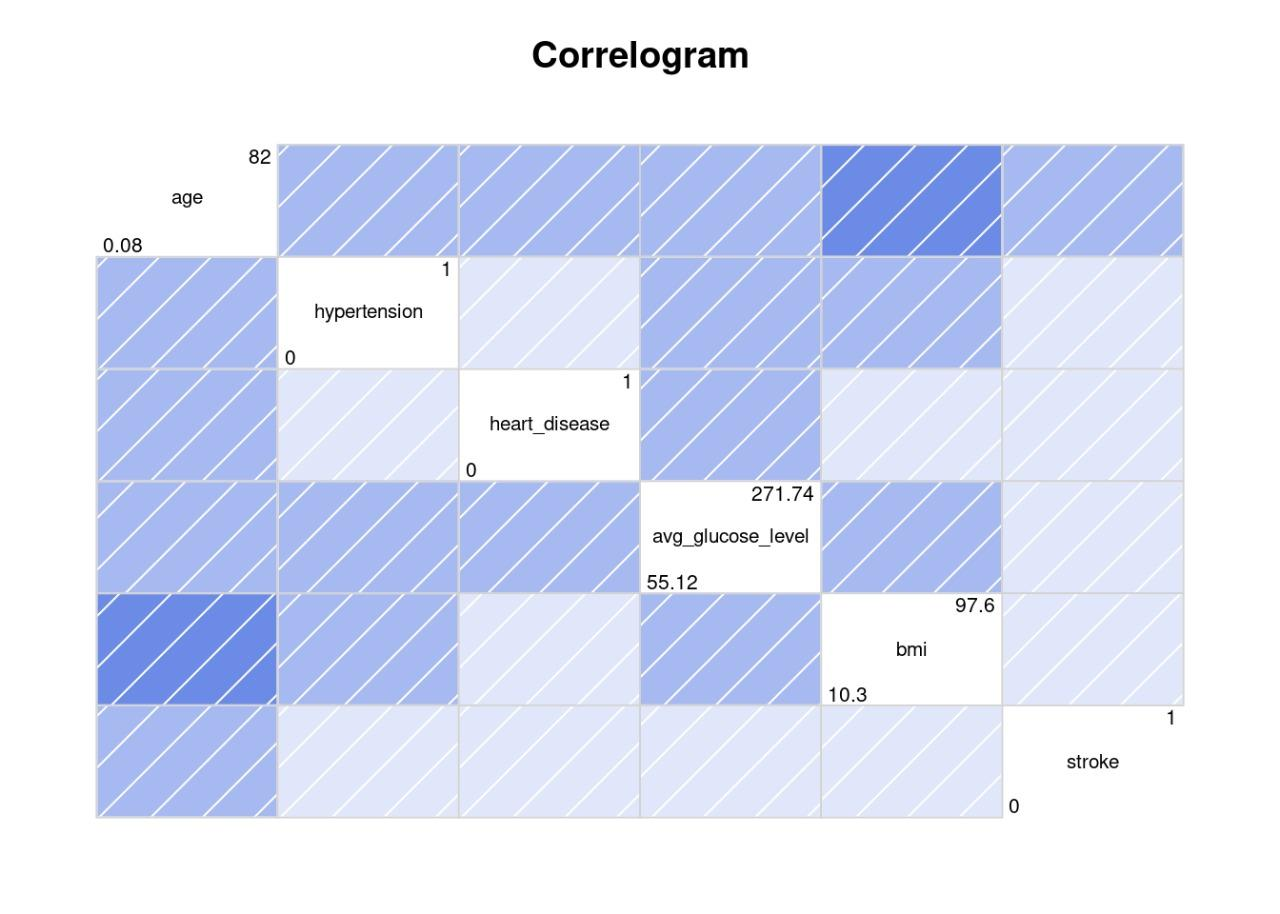 Correlogram
82
age
0.08
1
hypertension
0
1
heart_disease
0
271.74
avg_glucose_level
55.12
97.6
bmi
10.3
1
stroke
0